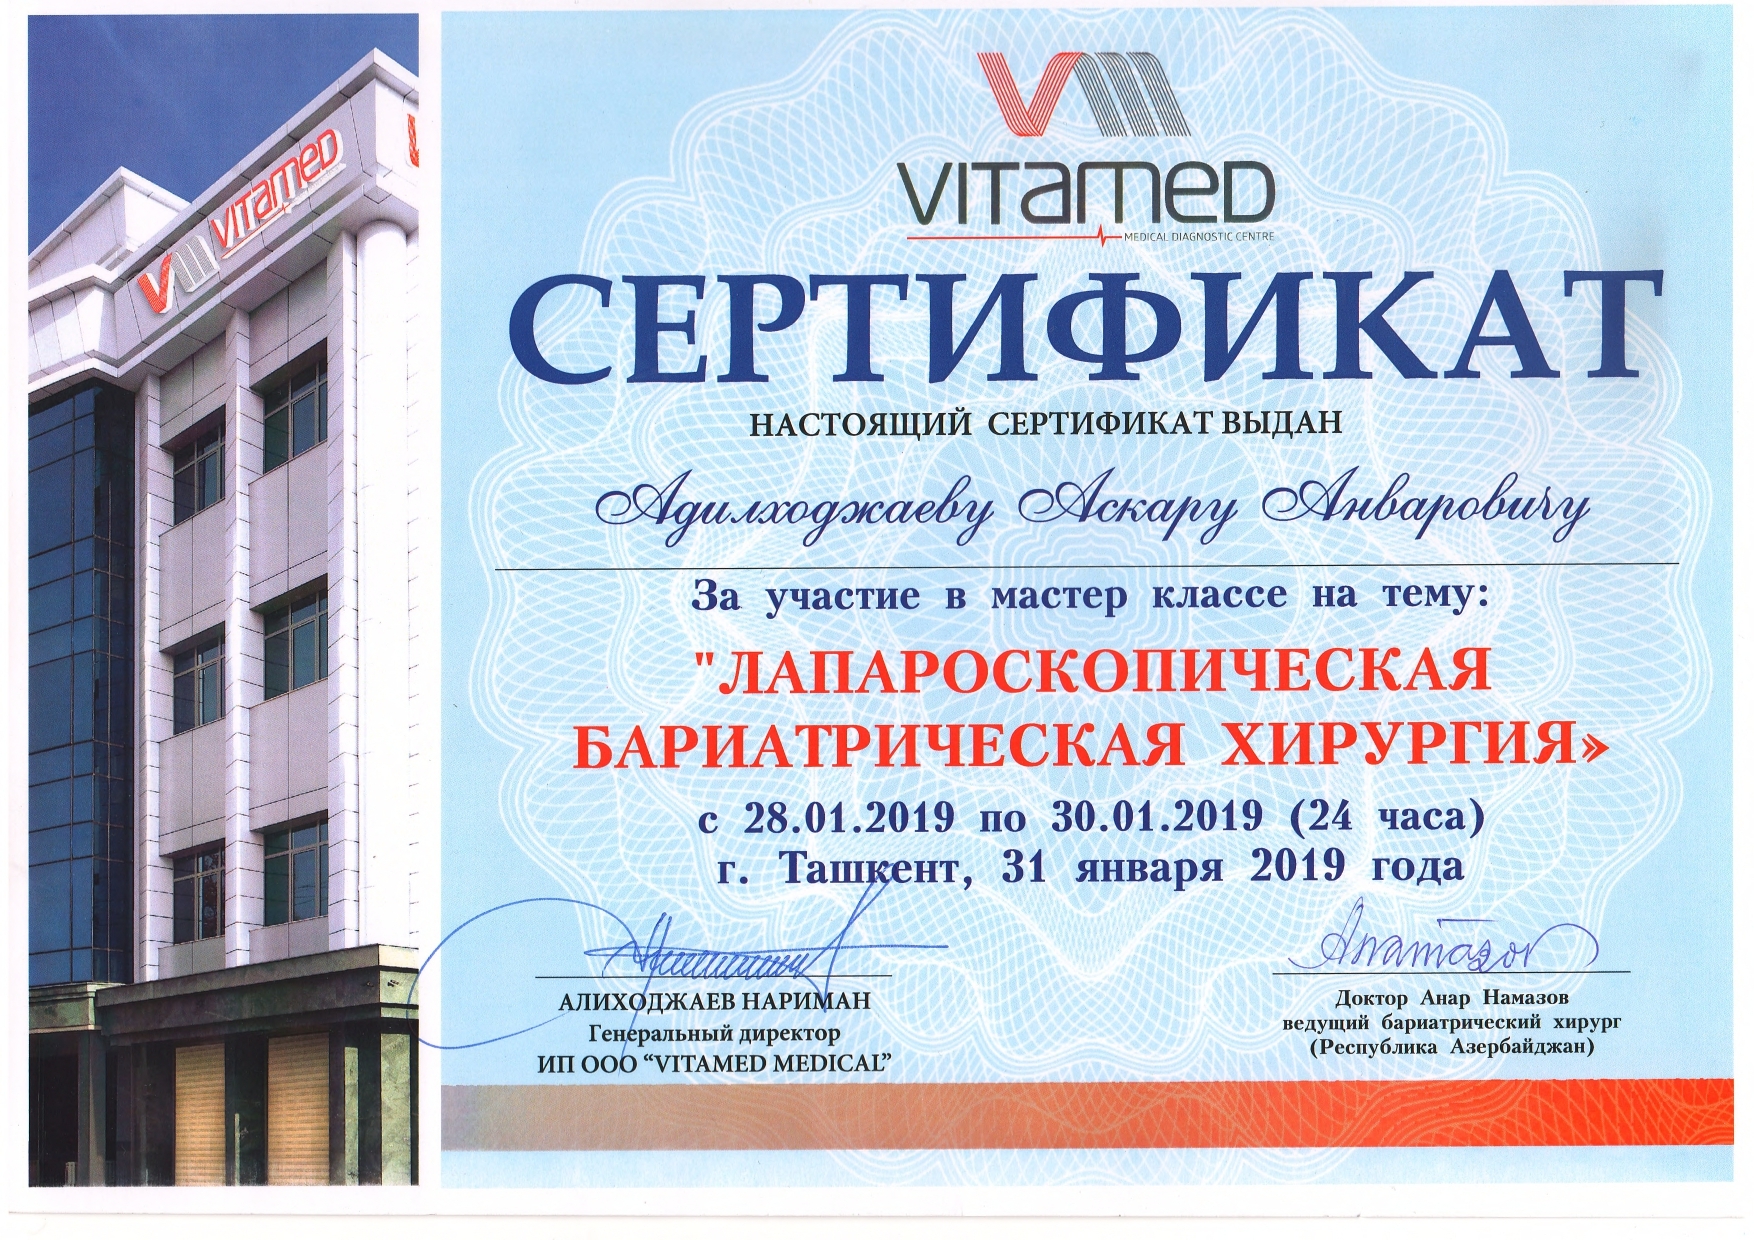 VITAMED
VITAMED
MEDICAL DIAGNOSTIC CENTRE
СЕРТИФИКАТ
НАСТОЯЩИЙ СЕРТИФИКАТ ВЫДАН
Адилходжаеву Аскару Анваровичу
За участие в мастер классе на тему:
"ЛАПАРОСКОПИЧЕСКАЯ
БАРИАТРИЧЕСКАЯ ХИРУРГИЯ»
с 28.01.2019 по 30.01.2019 (24 часа)
г. Ташкент, 31 января 2019 года
АЛИХОДЖАЕВ НАРИМАН
Генеральный директор
ИП ООО “VITAMED MEDICAL”
Доктор Анар Намазов
ведущий бариатрический хирург
(Республика Азербайджан)